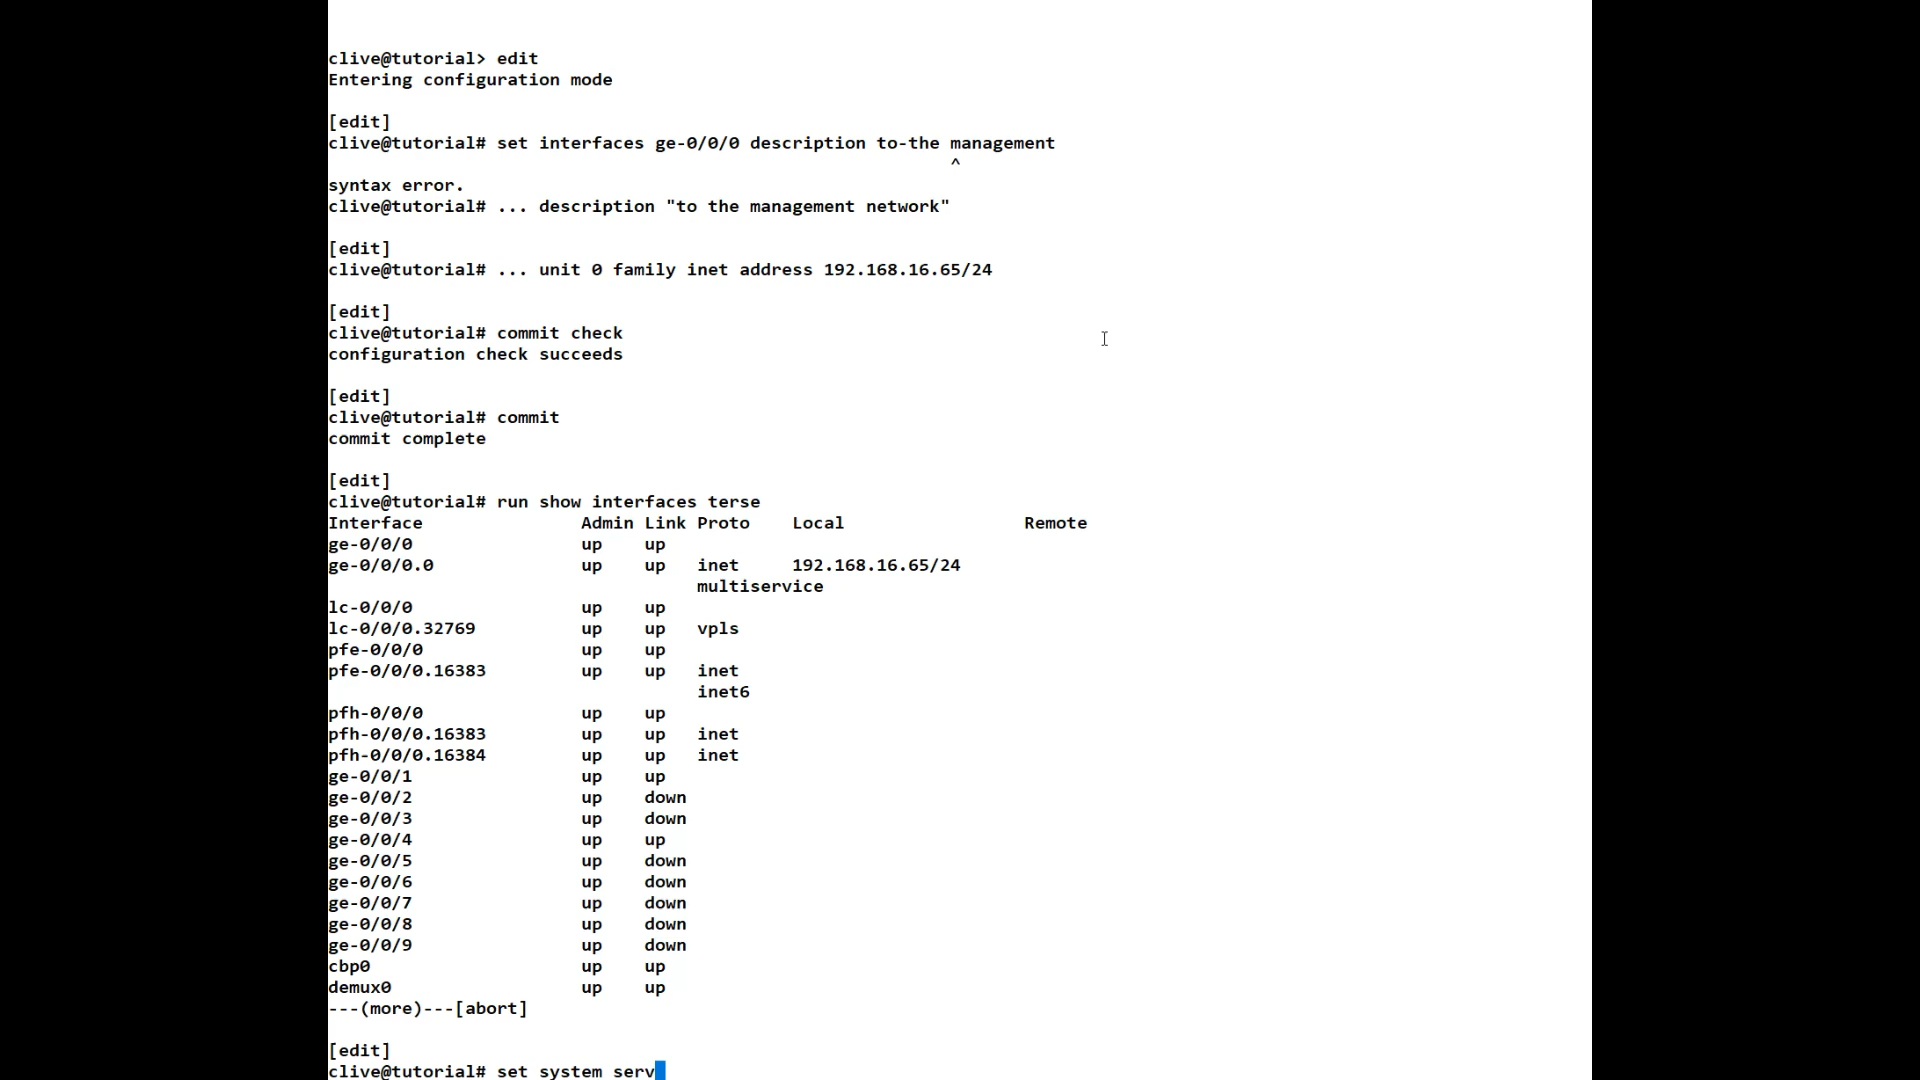 clive@tutorial> edit
Entering configuration mode
[edit]
clive@tutorial# set interfaces ge-0/0/0 description to-the management
^
syntax error.
clive@tutorial# ... description "to the management network"
[edit]
clive@tutorial# ... unit 0 family inet address 192.168.16.65/24
[edit]
clive@tutorial# commit check
configuration check succeeds
[edit]
clive@tutorial# commit
commit complete
[edit]
clive@tutorial# run show interfaces terse
Interface Admin Link Proto Local Remote
ge-0/0/0 up up
ge-0/0/0.0 up up inet 192.168.16.65/24
multiservice
lc-0/0/0 up up
lc-0/0/0.32769 up up vpls
pfe-0/0/0 up up
pfe-0/0/0.16383 up up inet
inet6
pfh-0/0/0 up up
pfh-0/0/0.16383 up up inet
pfh-0/0/0.16384 up up inet
ge-0/0/1 up up
ge-0/0/2 up down
ge-0/0/3 up down
ge-0/0/4 up up
ge-0/0/5 up down
ge-0/0/6 up down
ge-0/0/7 up down
ge-0/0/8 up down
ge-0/0/9 up down
cbp0 up up
demux0 up up
---(more)---[abort]
[edit]
clive@tutorial# set system serv